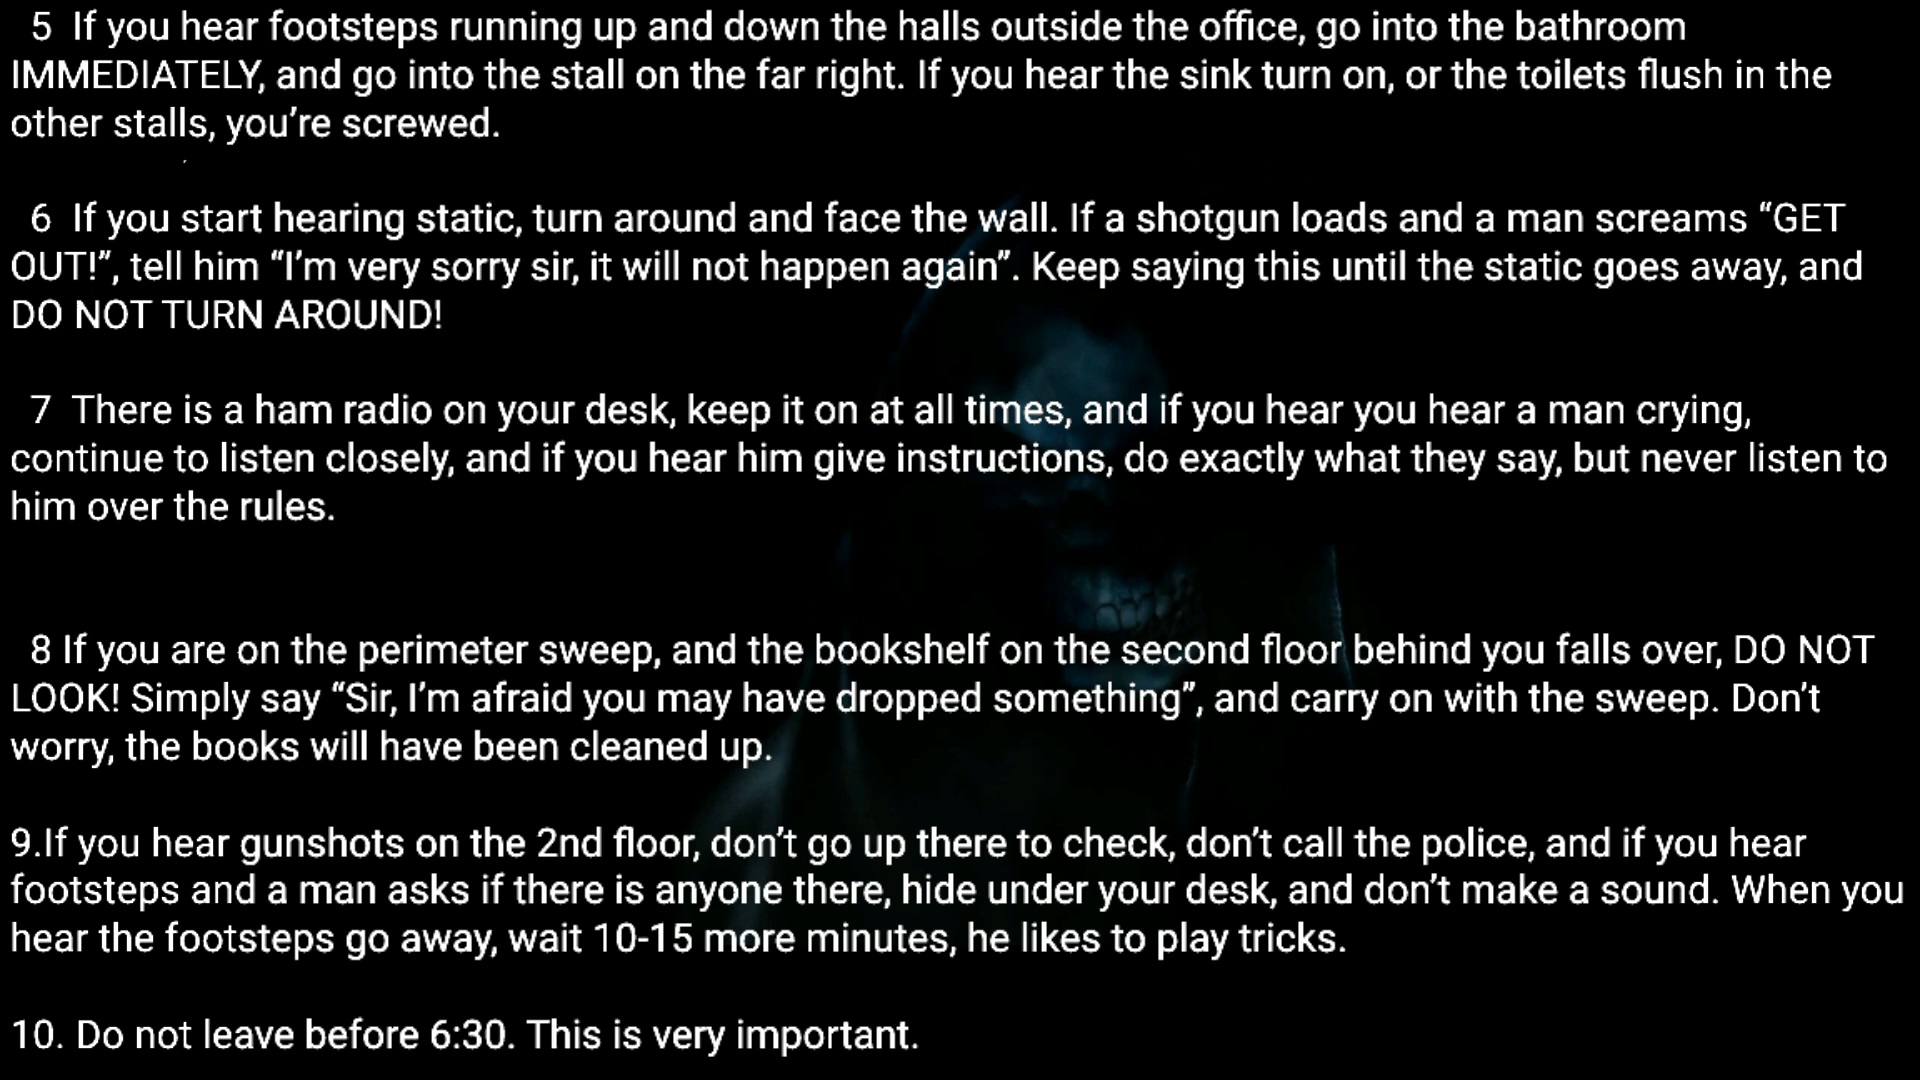 5 If you hear footsteps running up and down the halls outside the office, go into the bathroom
IMMEDIATELY, and go into the stall on the far right. If you hear the sink turn on, or the toilets flush in the
other stalls, you’re screwed.
6 If you start hearing static, turn around and face the wall. If a shotgun loads and a man screams “GET
OUT!”, tell him “I’m very sorry sir, it will not happen again”. Keep saying this until the static goes away, and
DO NOT TURN AROUND!
7 There is a ham radio on your desk, keep it on at all times, and if you hear you hear a man crying,
continue to listen closely, and if you hear him give instructions, do exactly what they say, but never listen to
him over the rules.
8 If you are on the perimeter sweep, and the bookshelf on the second floor behind you falls over, DO NOT
LOOK! Simply say “Sir, I’m afraid you may have dropped something”, and carry on with the sweep. Don’t
worry, the books will have been cleaned up.
9.If you hear gunshots on the 2nd floor, don’t go up there to check, don’t call the police, and if you hear
footsteps and a man asks if there is anyone there, hide under your desk, and don’t make a sound. When you
hear the footsteps go away, wait 10-15 more minutes, he likes to play tricks.
10. Do not leave before 6:30. This is very important.